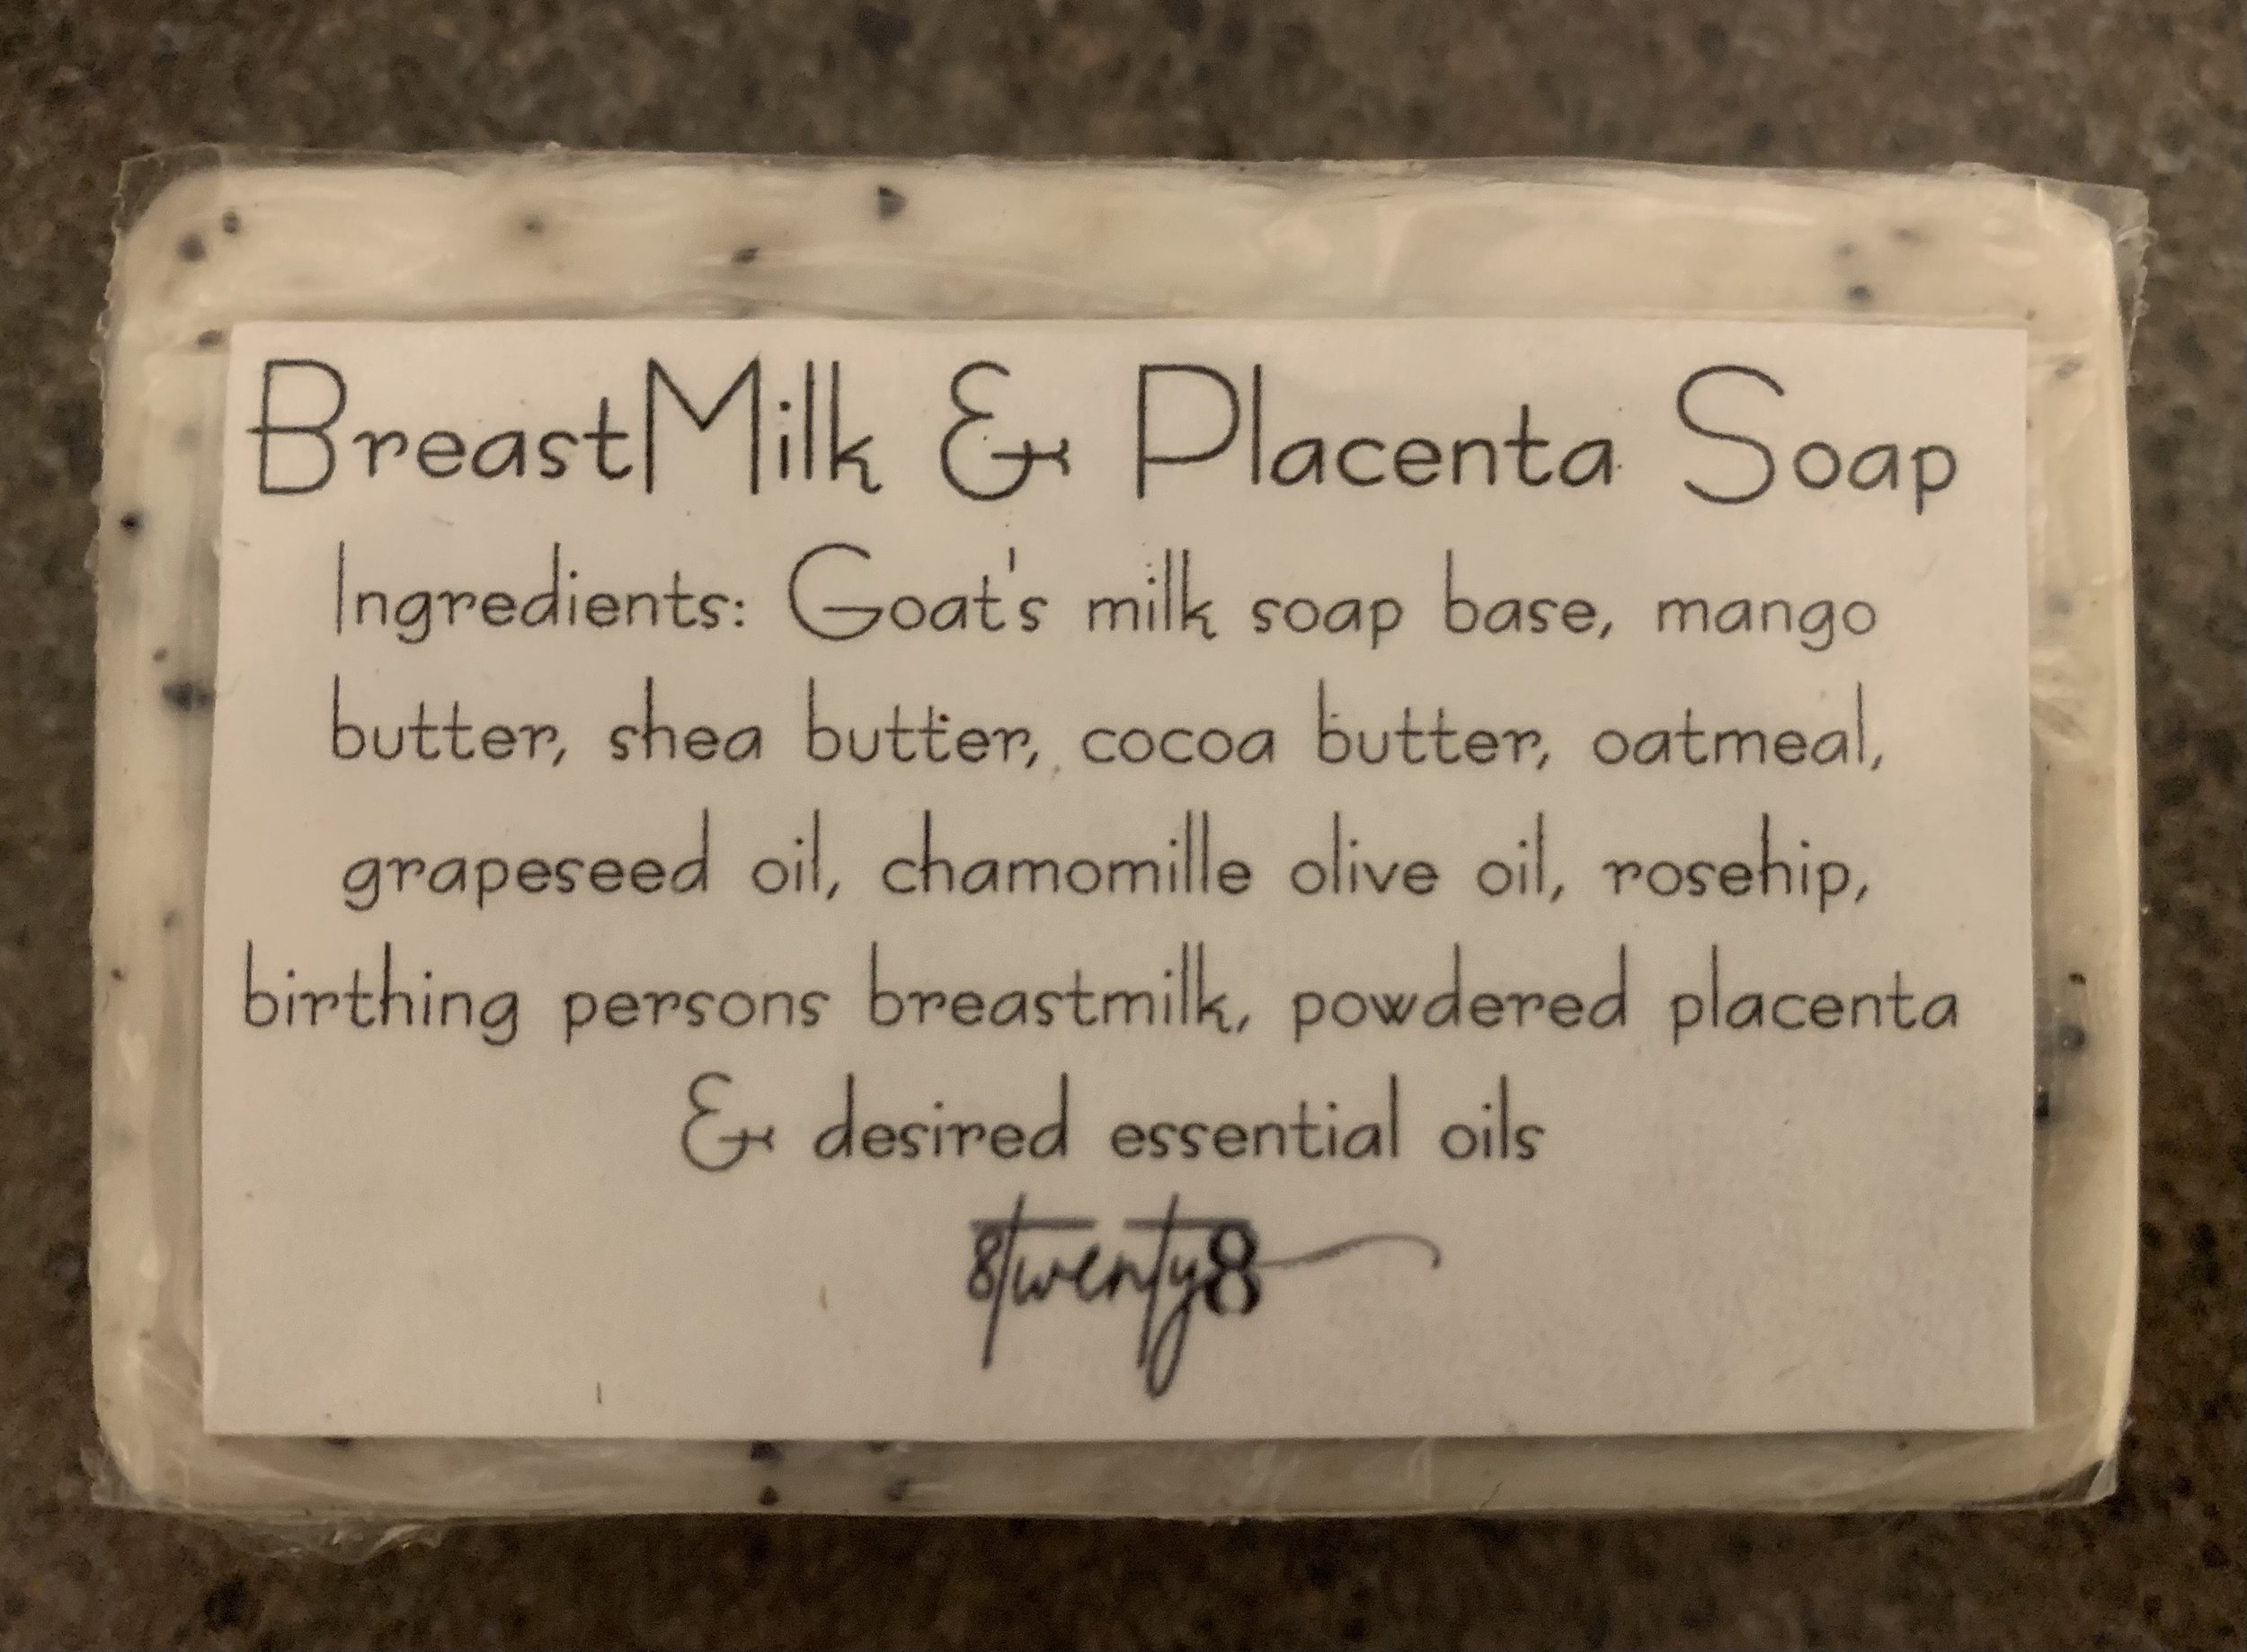 BreastMilk & Placenta Soap
Ingredients: Goat's milk soap base, mango
butter, shea butter, cocoa butter, oatmeal,
grapeseed oil, chamomille olive oil, rosehip,
birthing persons breastmilk, powdered placenta
& desired essential oils
8twenty8